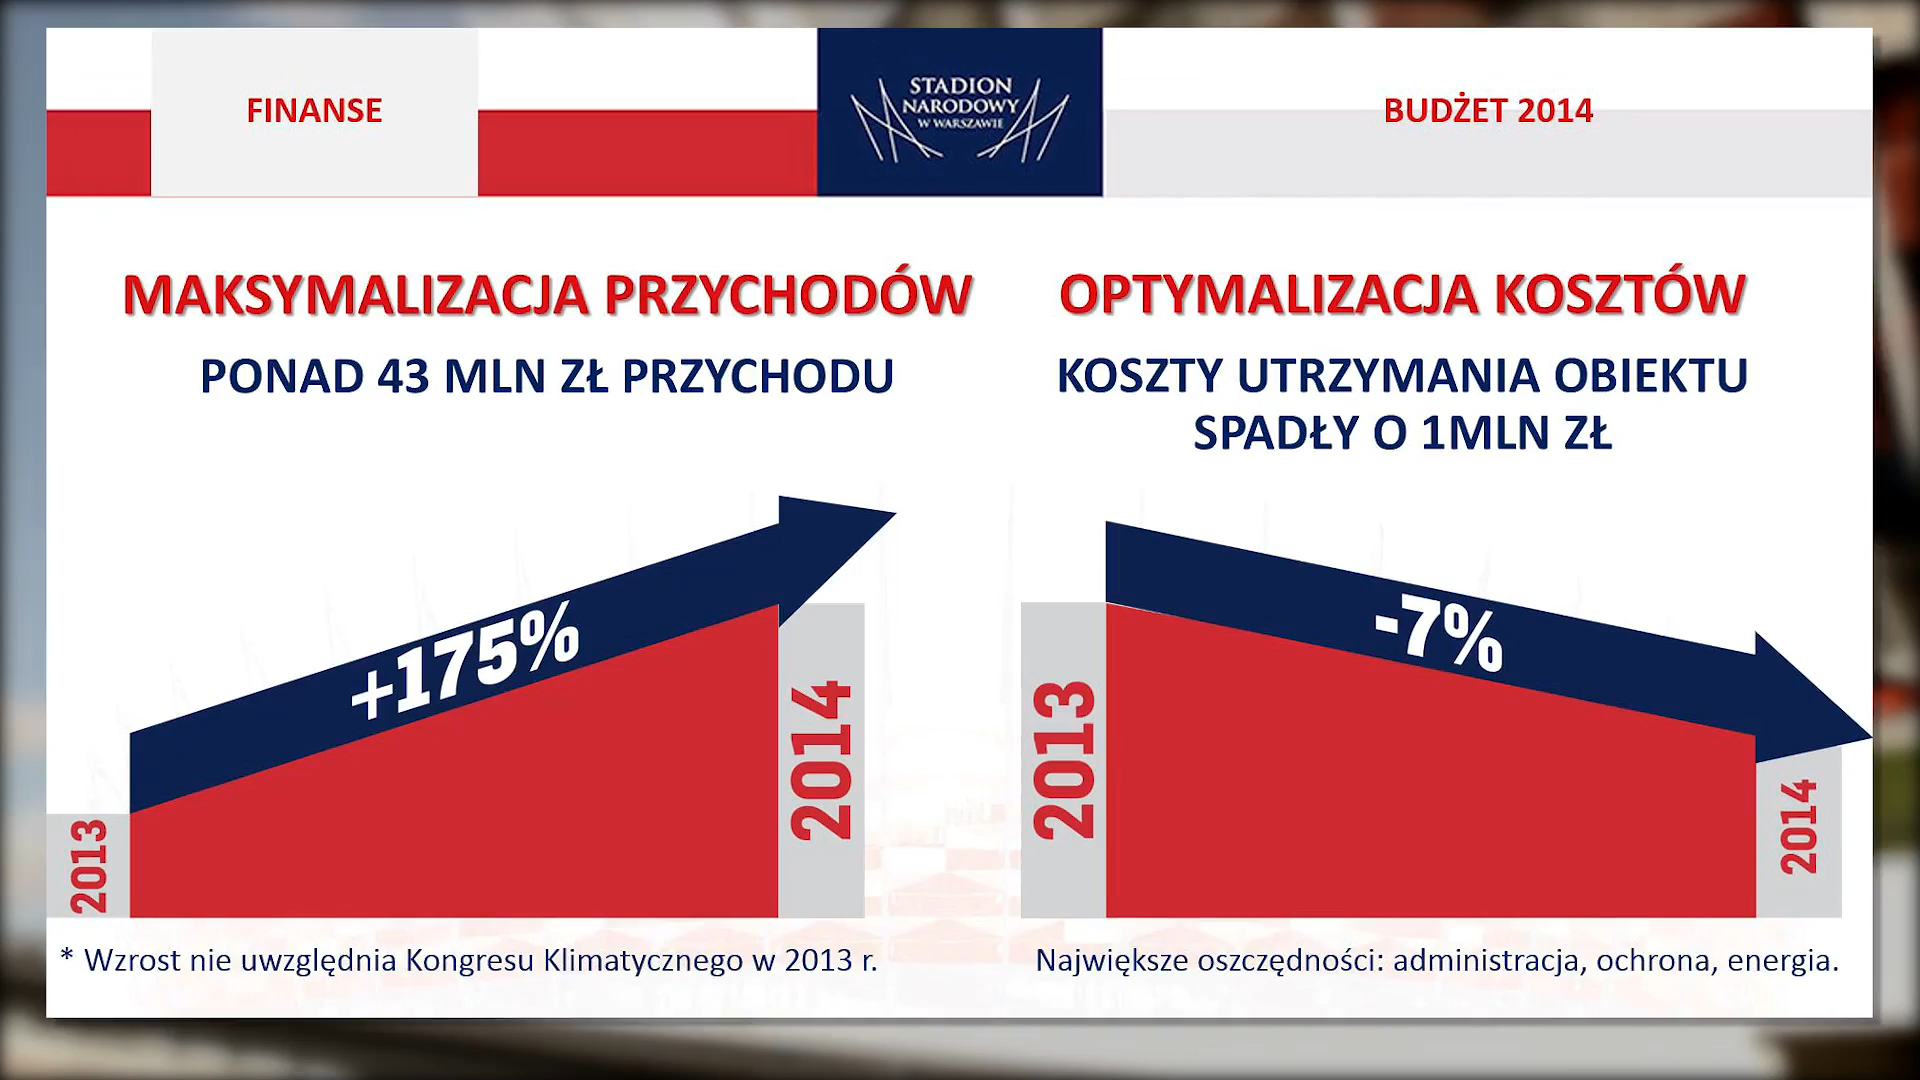 FINANSE
STADION
NARODOWY
W WARSZAWIE
BUDŻET 2014
MAKSYMALIZACJA PRZYCHODÓW
PONAD 43 MLN ZŁ PRZYCHODU
+175%
2013
2014
* Wzrost nie uwzględnia Kongresu Klimatycznego w 2013 r.
OPTYMALIZACJA KOSZTÓW
KOSZTY UTRZYMANIA OBIEKTU
SPADŁY O 1MLN ZŁ
-7%
2013
2014
Największe oszczędności: administracja, ochrona, energia.